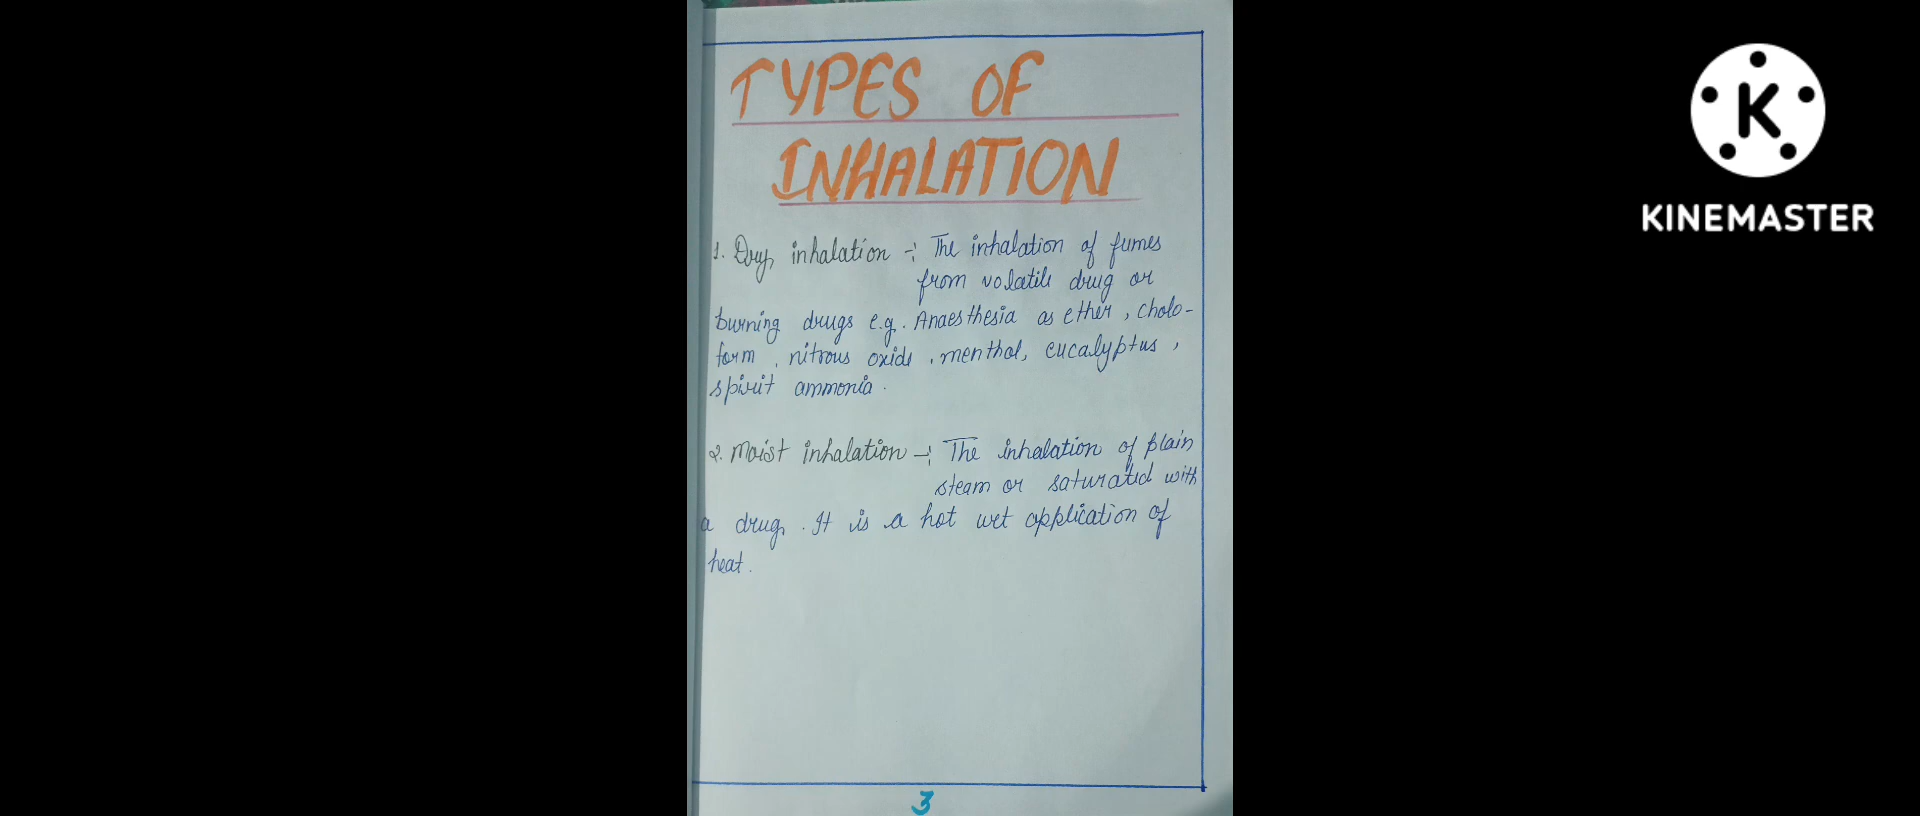 TYPES OF
INHALATION
1. Dry inhalation -: The inhalation of fumes
from volatile drug or
burning drugs e.g. Anaesthesia as ether, cholo-
form, nitrous oxide, menthol, eucalyptus,
spirit ammonia.
2. Moist inhalation -: The inhalation of plain
steam or saturated with
a drug. It is a hot wet application of
heat.
3
K
KINEMASTER